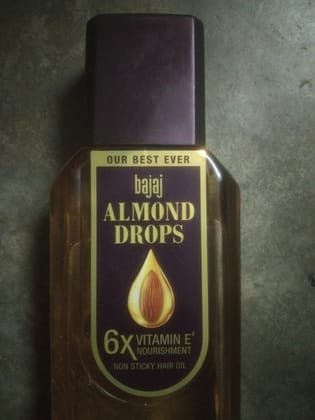 OUR BEST EVER
bajaj
ALMOND
DROPS
6X VITAMIN E*
NOURISHMENT
NON STICKY HAIR OIL